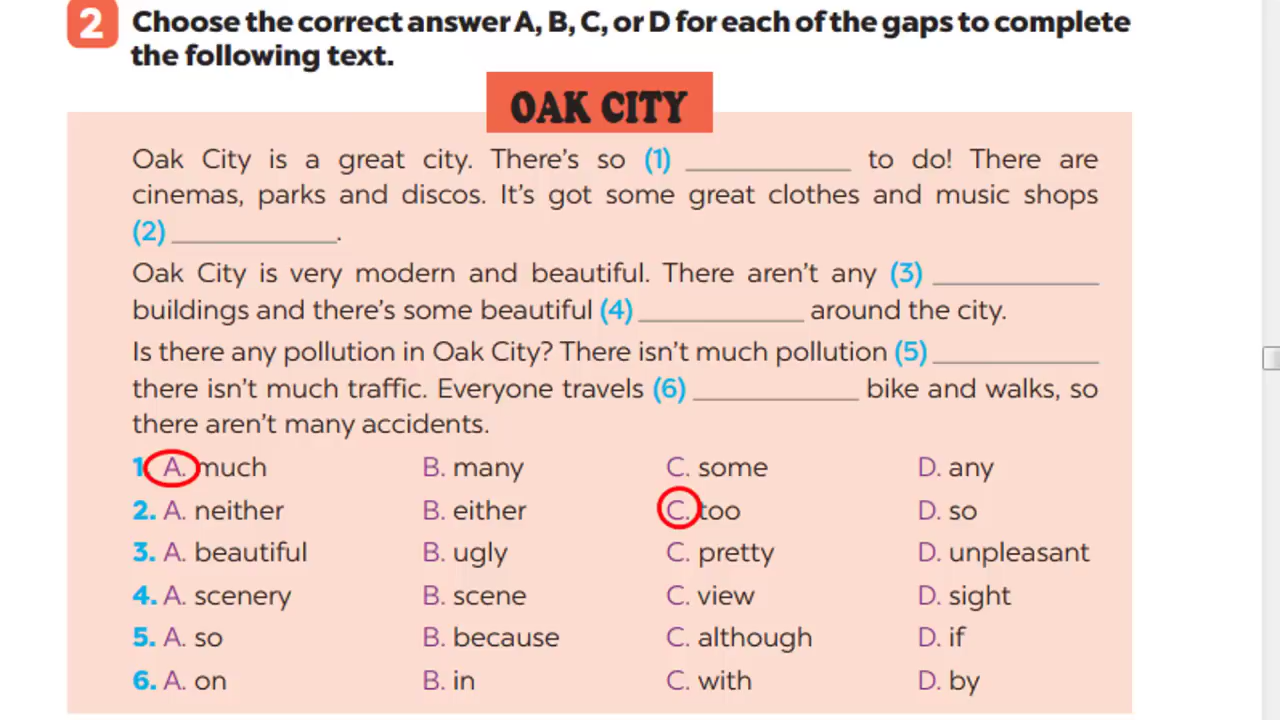 2 Choose the correct answer A, B, C, or D for each of the gaps to complete
the following text.
OAK CITY
Oak City is a great city. There's so (1) ___________ to do! There are
cinemas, parks and discos. It's got some great clothes and music shops
(2) ___________.
Oak City is very modern and beautiful. There aren't any (3) ___________
buildings and there's some beautiful (4) ___________ around the city.
Is there any pollution in Oak City? There isn't much pollution (5) ___________
there isn't much traffic. Everyone travels (6) ___________ bike and walks, so
there aren't many accidents.
1. A. much B. many C. some D. any
2. A. neither B. either C. too D. so
3. A. beautiful B. ugly C. pretty D. unpleasant
4. A. scenery B. scene C. view D. sight
5. A. so B. because C. although D. if
6. A. on B. in C. with D. by